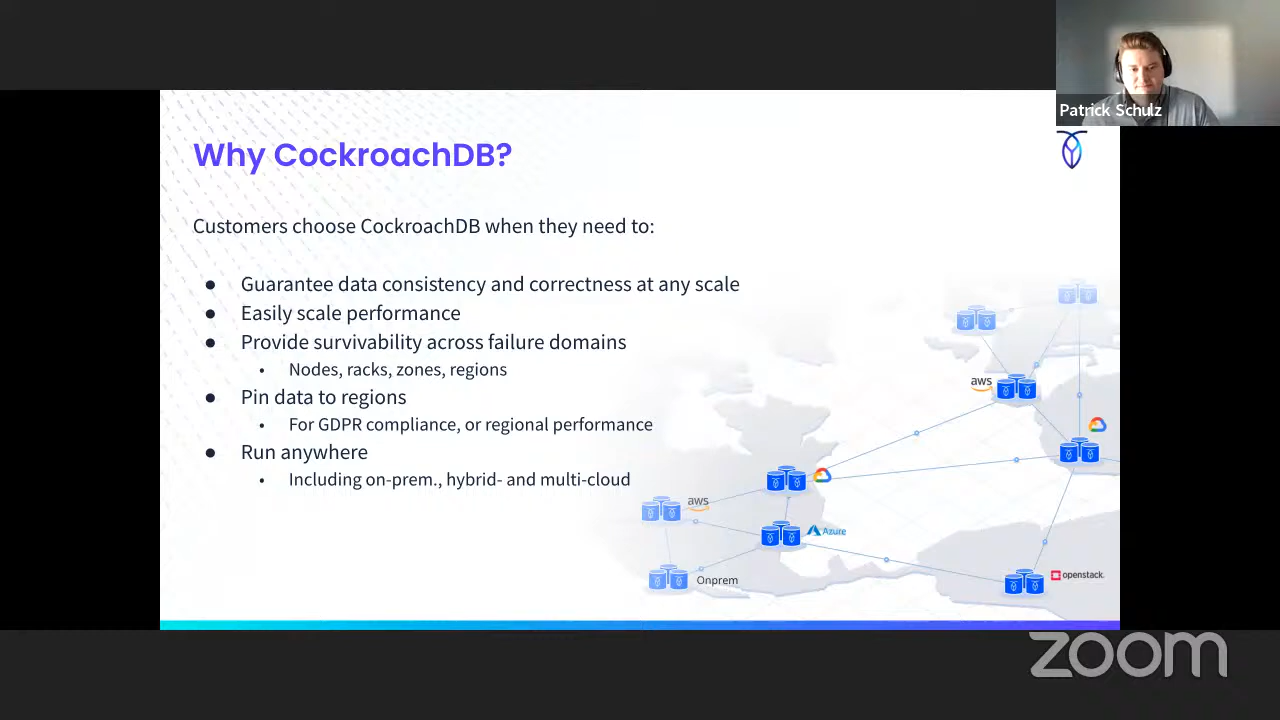 Patrick Schulz
Why CockroachDB?
Customers choose CockroachDB when they need to:
● Guarantee data consistency and correctness at any scale
● Easily scale performance
● Provide survivability across failure domains
• Nodes, racks, zones, regions
● Pin data to regions
• For GDPR compliance, or regional performance
● Run anywhere
• Including on-prem., hybrid- and multi-cloud
aws
aws
Azure
openstack.
Onprem
zoom